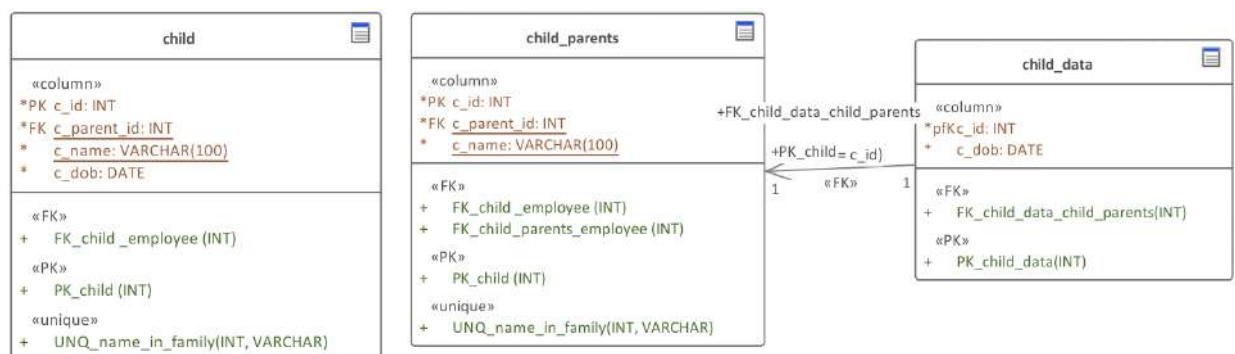 child
«column»
*PK c_id: INT
*FK c_parent_id: INT
* c_name: VARCHAR(100)
* c_dob: DATE
«FK»
+ FK_child _employee (INT)
«PK»
+ PK_child (INT)
«unique»
+ UNQ_name_in_family(INT, VARCHAR)
child_parents
«column»
*PK c_id: INT
*FK c_parent_id: INT
* c_name: VARCHAR(100)
«FK»
+ FK_child _employee (INT)
+ FK_child_parents_employee (INT)
«PK»
+ PK_child (INT)
«unique»
+ UNQ_name_in_family(INT, VARCHAR)
+FK_child_data_child_parents
+PK_child = c_id)
1 «FK» 1
child_data
«column»
*pfK c_id: INT
* c_dob: DATE
«FK»
+ FK_child_data_child_parents(INT)
«PK»
+ PK_child_data(INT)